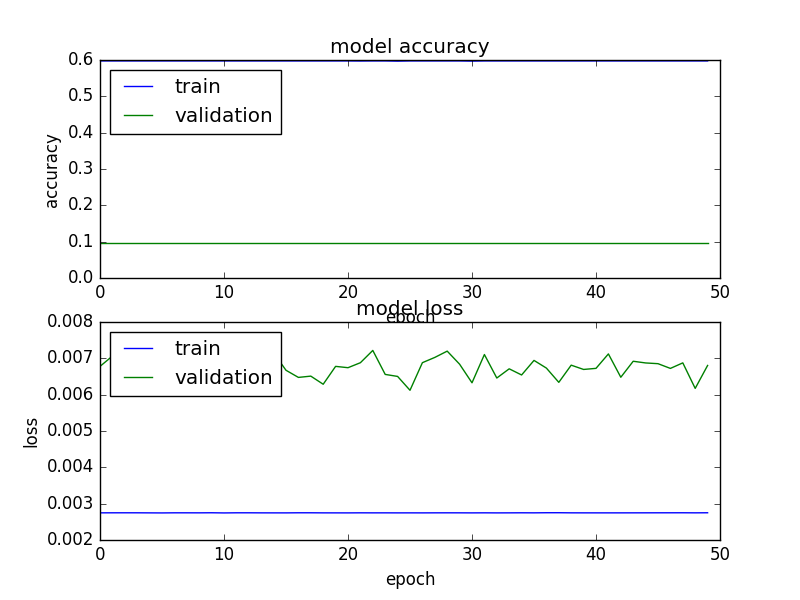 model accuracy
0.6
0.5
0.4
0.3
0.2
0.1
0.0
accuracy
train
validation
0 10 20 30 40 50
epoch
model loss
0.008
0.007
0.006
0.005
0.004
0.003
0.002
loss
train
validation
0 10 20 30 40 50
epoch